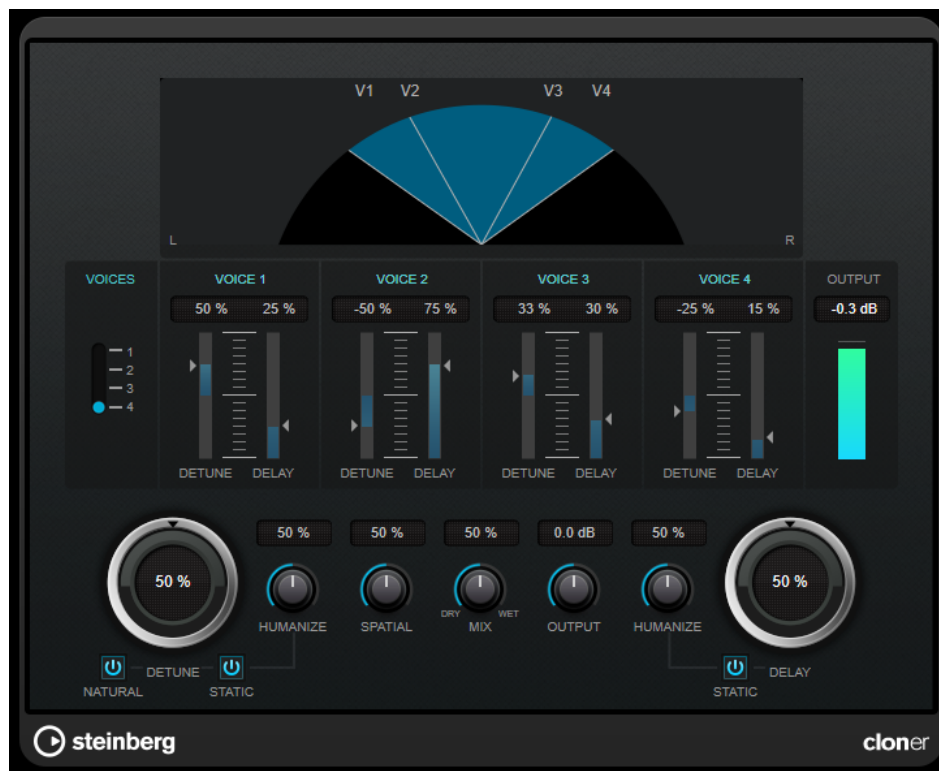 V1 V2 V3 V4
L R
VOICES VOICE 1 VOICE 2 VOICE 3 VOICE 4 OUTPUT
50 % 25 % -50 % 75 % 33 % 30 % -25 % 15 % -0.3 dB
1
2
3
4
DETUNE DELAY DETUNE DELAY DETUNE DELAY DETUNE DELAY
50 % 50 % 50 % 0.0 dB 50 %
50 % 50 %
DRY WET
HUMANIZE SPATIAL MIX OUTPUT HUMANIZE
DETUNE DELAY
NATURAL STATIC STATIC
steinberg cloner